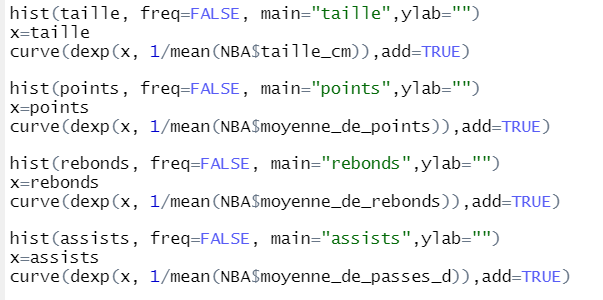 hist(taille, freq=FALSE, main="taille",ylab="")
x=taille
curve(dexp(x, 1/mean(NBA$taille_cm)),add=TRUE)
hist(points, freq=FALSE, main="points",ylab="")
x=points
curve(dexp(x, 1/mean(NBA$moyenne_de_points)),add=TRUE)
hist(rebonds, freq=FALSE, main="rebonds",ylab="")
x=rebonds
curve(dexp(x, 1/mean(NBA$moyenne_de_rebonds)),add=TRUE)
hist(assists, freq=FALSE, main="assists",ylab="")
x=assists
curve(dexp(x, 1/mean(NBA$moyenne_de_passes_d)),add=TRUE)